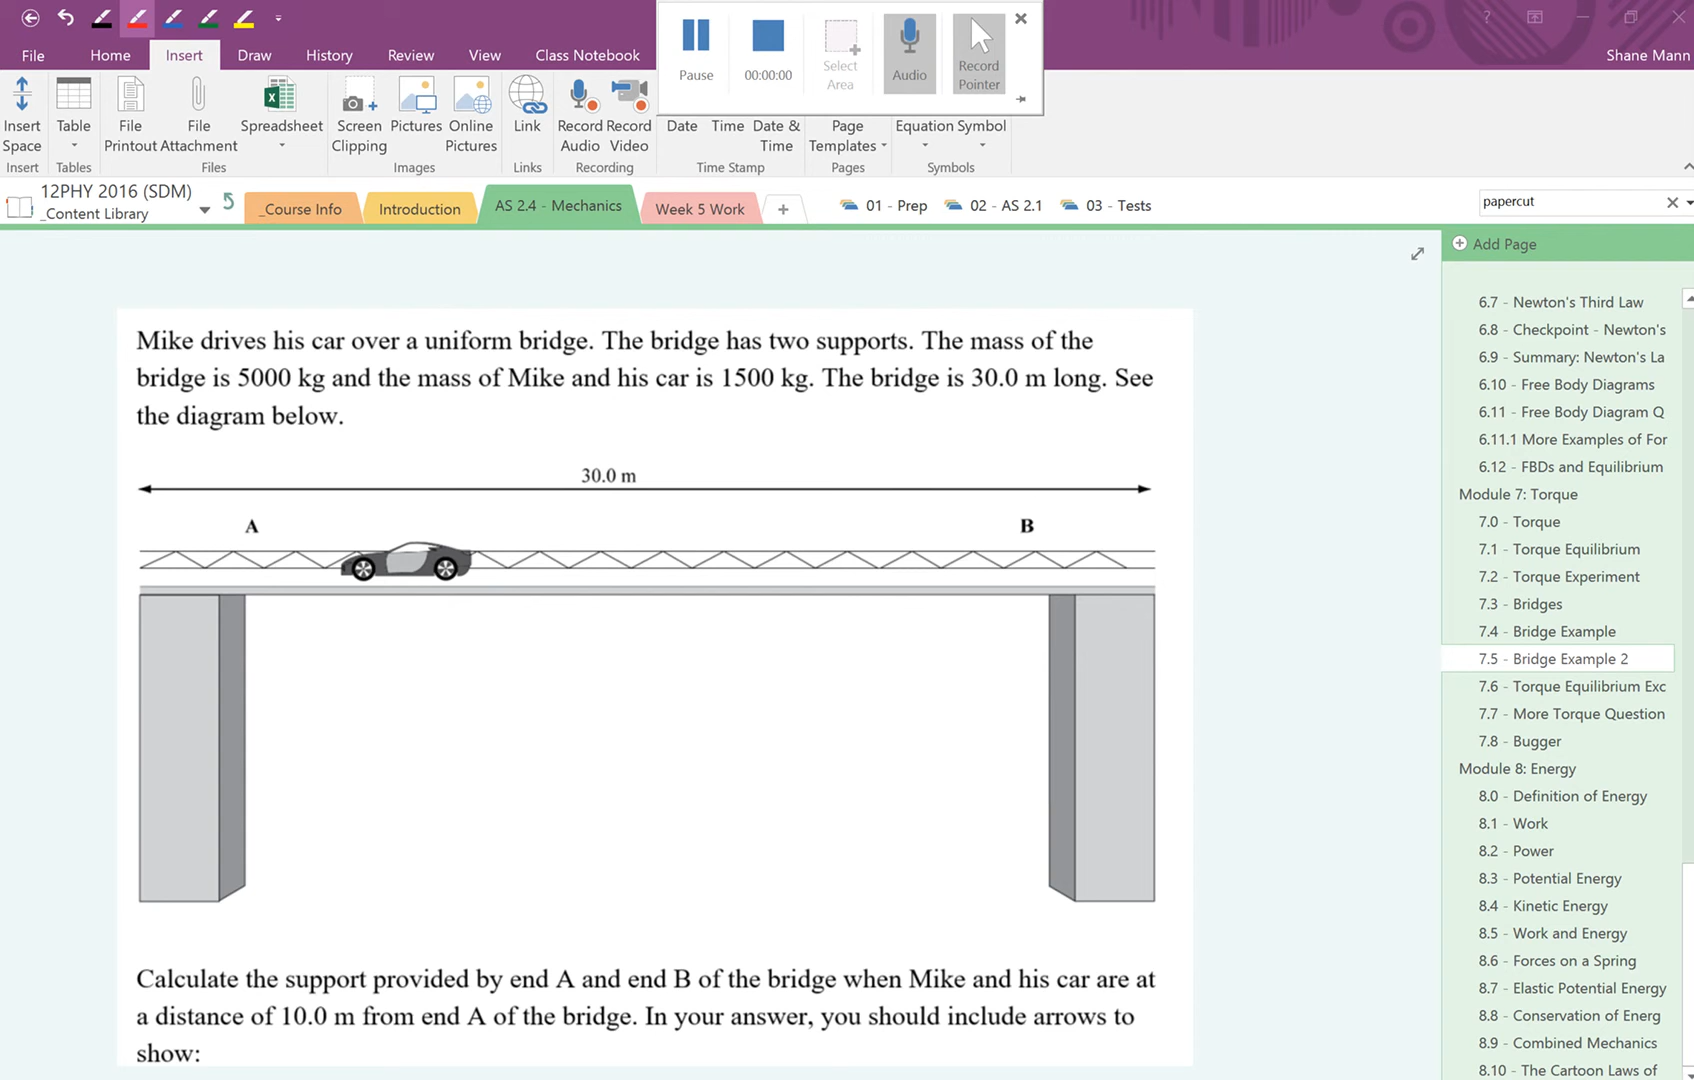 Pause
00:00:00
Select
Area
Audio
Record
Pointer
?
Shane Mann
File
Home
Insert
Draw
History
Review
View
Class Notebook
Insert
Space
Table
File
Printout
File
Attachment
Spreadsheet
Screen
Clipping
Pictures
Online
Pictures
Link
Record
Audio
Record
Video
Date
Time
Date &
Time
Page
Templates
Equation
Symbol
Insert
Tables
Files
Images
Links
Recording
Time Stamp
Pages
Symbols
12PHY 2016 (SDM)
_Content Library
_Course Info
Introduction
AS 2.4 - Mechanics
Week 5 Work
+
01 - Prep
02 - AS 2.1
03 - Tests
papercut
Add Page
Mike drives his car over a uniform bridge. The bridge has two supports. The mass of the
bridge is 5000 kg and the mass of Mike and his car is 1500 kg. The bridge is 30.0 m long. See
the diagram below.
30.0 m
A
B
Calculate the support provided by end A and end B of the bridge when Mike and his car are at
a distance of 10.0 m from end A of the bridge. In your answer, you should include arrows to
show:
6.7 - Newton's Third Law
6.8 - Checkpoint - Newton's
6.9 - Summary: Newton's La
6.10 - Free Body Diagrams
6.11 - Free Body Diagram Q
6.11.1 More Examples of For
6.12 - FBDs and Equilibrium
Module 7: Torque
7.0 - Torque
7.1 - Torque Equilibrium
7.2 - Torque Experiment
7.3 - Bridges
7.4 - Bridge Example
7.5 - Bridge Example 2
7.6 - Torque Equilibrium Exc
7.7 - More Torque Question
7.8 - Bugger
Module 8: Energy
8.0 - Definition of Energy
8.1 - Work
8.2 - Power
8.3 - Potential Energy
8.4 - Kinetic Energy
8.5 - Work and Energy
8.6 - Forces on a Spring
8.7 - Elastic Potential Energy
8.8 - Conservation of Energ
8.9 - Combined Mechanics
8.10 - The Cartoon Laws of